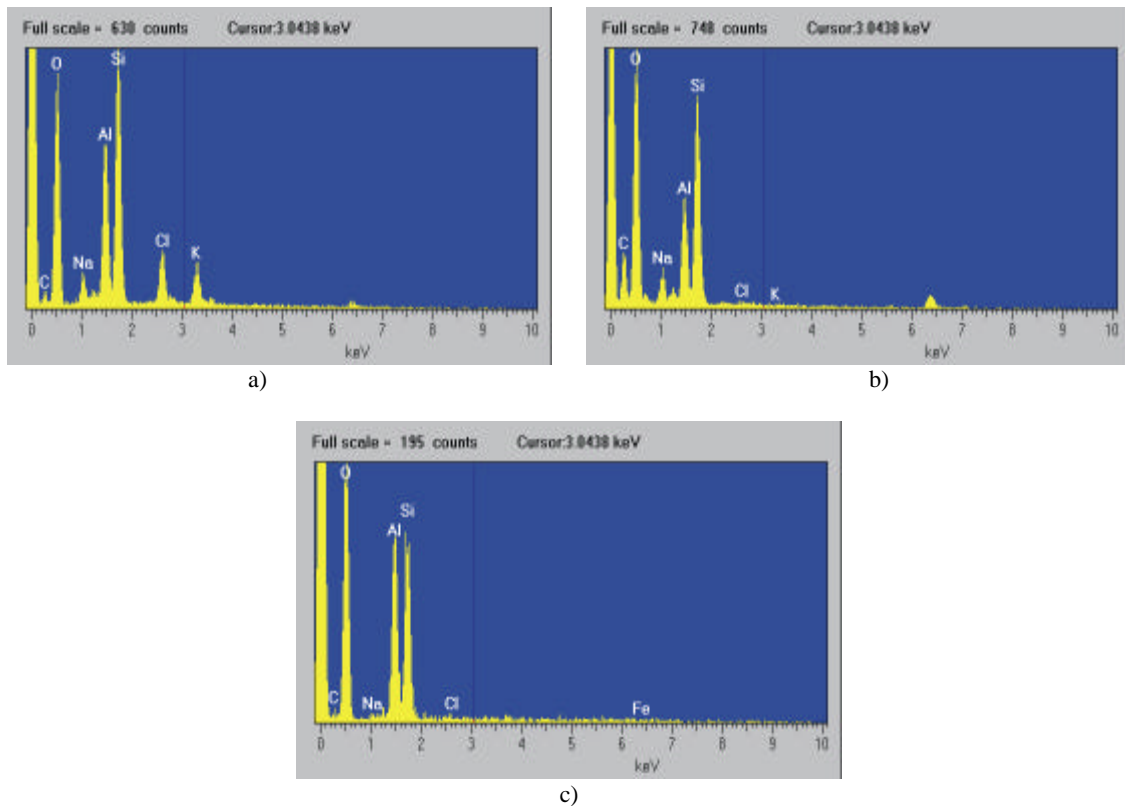 Full scale = 630 counts Cursor:3.0438 keV
O Si
Al
Cl
K
Na
C
0 1 2 3 4 5 6 7 8 9 10
keV
a)
Full scale = 748 counts Cursor:3.0438 keV
O
Si
Al
C
Na
Cl K
0 1 2 3 4 5 6 7 8 9 10
keV
b)
Full scale = 195 counts Cursor:3.0438 keV
O
Si
Al
C Na Cl Fe
0 1 2 3 4 5 6 7 8 9 10
keV
c)